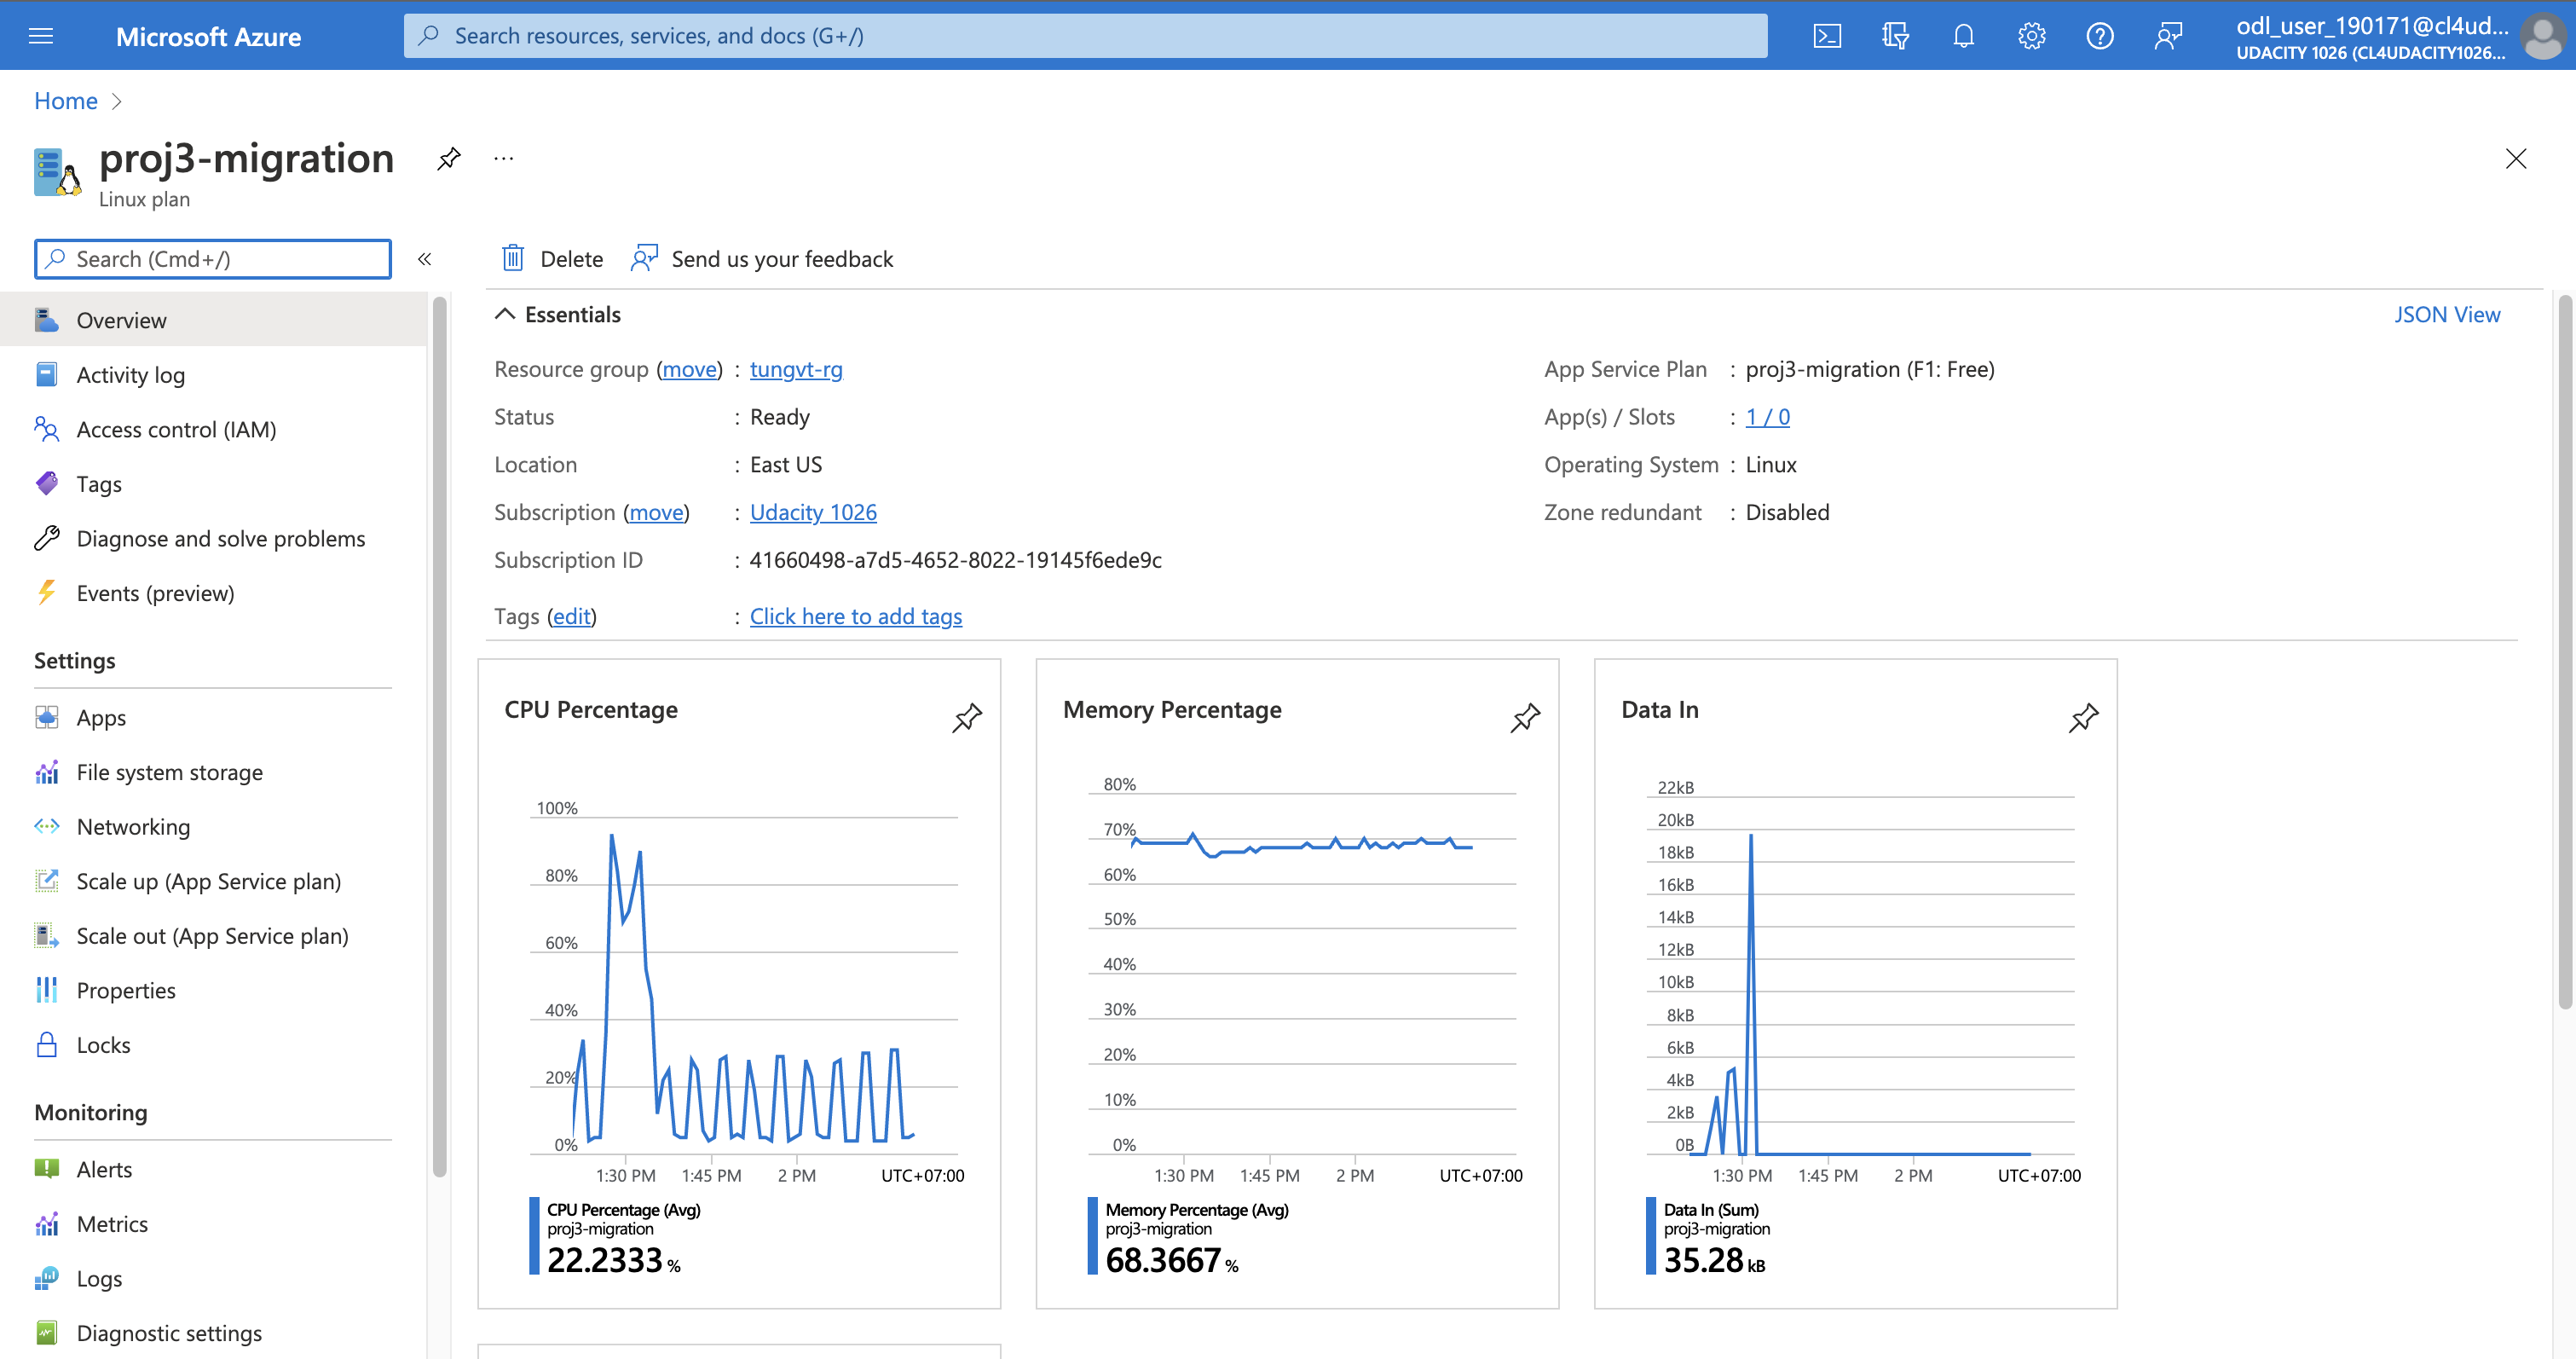 Microsoft Azure
Search resources, services, and docs (G+/)
odl_user_190171@cl4ud...
UDACITY 1026 (CL4UDACITY1026...
Home
proj3-migration
...
Linux plan
Search (Cmd+/)
«
Delete
Send us your feedback
Overview
Activity log
Access control (IAM)
Tags
Diagnose and solve problems
Events (preview)
Settings
Apps
File system storage
Networking
Scale up (App Service plan)
Scale out (App Service plan)
Properties
Locks
Monitoring
Alerts
Metrics
Logs
Diagnostic settings
Essentials
JSON View
Resource group (move) : tungvt-rg
Status : Ready
Location : East US
Subscription (move) : Udacity 1026
Subscription ID : 41660498-a7d5-4652-8022-19145f6ede9c
Tags (edit) : Click here to add tags
App Service Plan : proj3-migration (F1: Free)
App(s) / Slots : 1 / 0
Operating System : Linux
Zone redundant : Disabled
CPU Percentage
100%
80%
60%
40%
20%
0%
1:30 PM 1:45 PM 2 PM UTC+07:00
CPU Percentage (Avg)
proj3-migration
22.2333 %
Memory Percentage
80%
70%
60%
50%
40%
30%
20%
10%
0%
1:30 PM 1:45 PM 2 PM UTC+07:00
Memory Percentage (Avg)
proj3-migration
68.3667 %
Data In
22kB
20kB
18kB
16kB
14kB
12kB
10kB
8kB
6kB
4kB
2kB
0B
1:30 PM 1:45 PM 2 PM UTC+07:00
Data In (Sum)
proj3-migration
35.28 kB